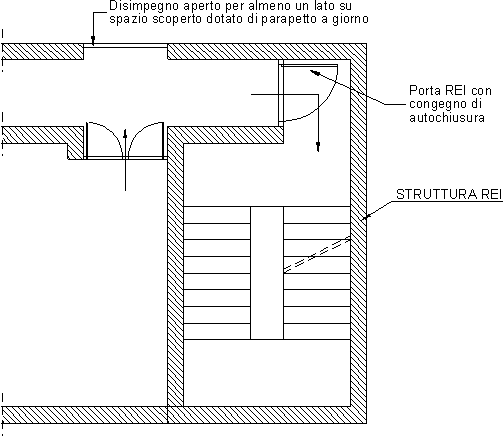 Disimpegno aperto per almeno un lato su
spazio scoperto dotato di parapetto a giorno
Porta REI con
congegno di
autochiusura
STRUTTURA REI